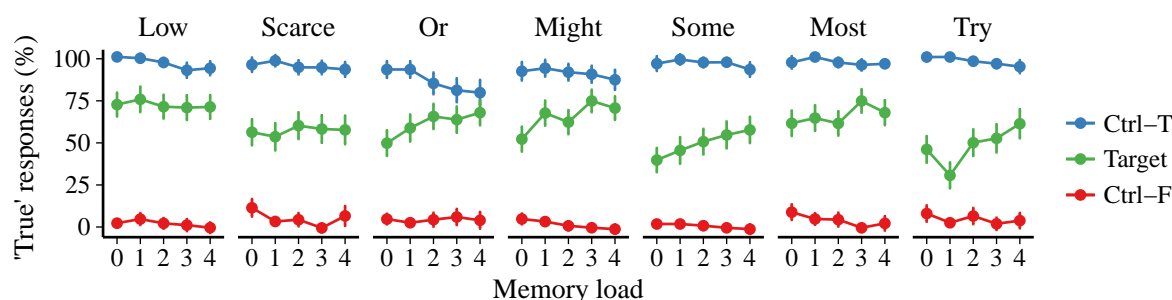 Low Scarce Or Might Some Most Try
'True' responses (%)
100
75
50
25
0
0 1 2 3 4 0 1 2 3 4 0 1 2 3 4 0 1 2 3 4 0 1 2 3 4 0 1 2 3 4 0 1 2 3 4
Memory load
Ctrl−T
Target
Ctrl−F